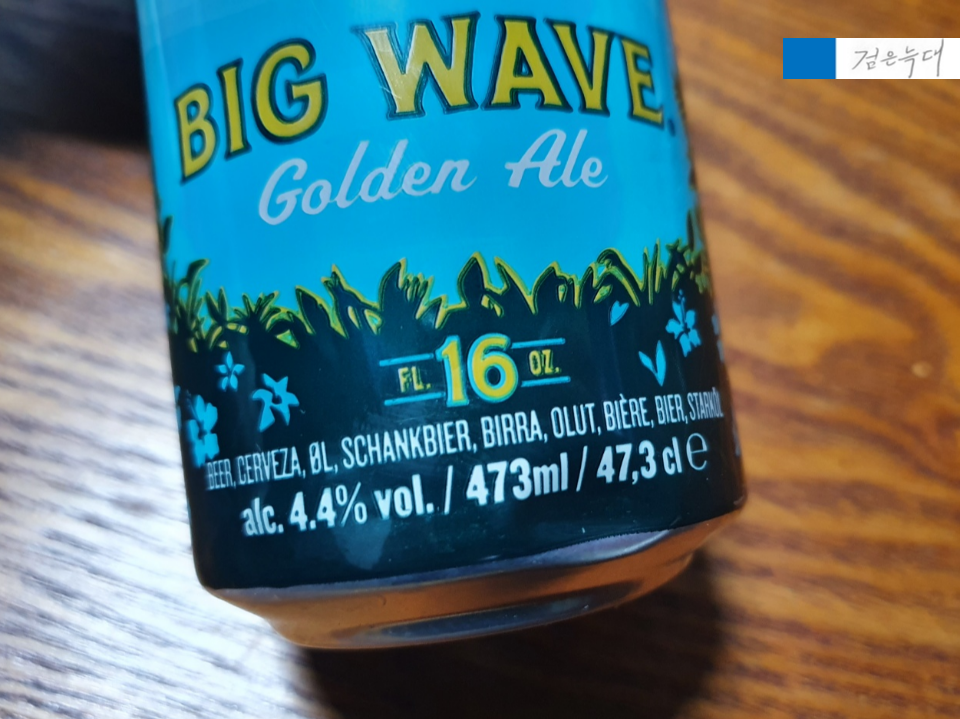 검은늑대
BIG WAVE.
Golden Ale
FL. 16 OZ.
BEER, CERVEZA, ØL, SCHANKBIER, BIRRA, OLUT, BIÈRE, BIER, STARKÖL
alc. 4.4% vol. / 473ml / 47,3 cl ℮